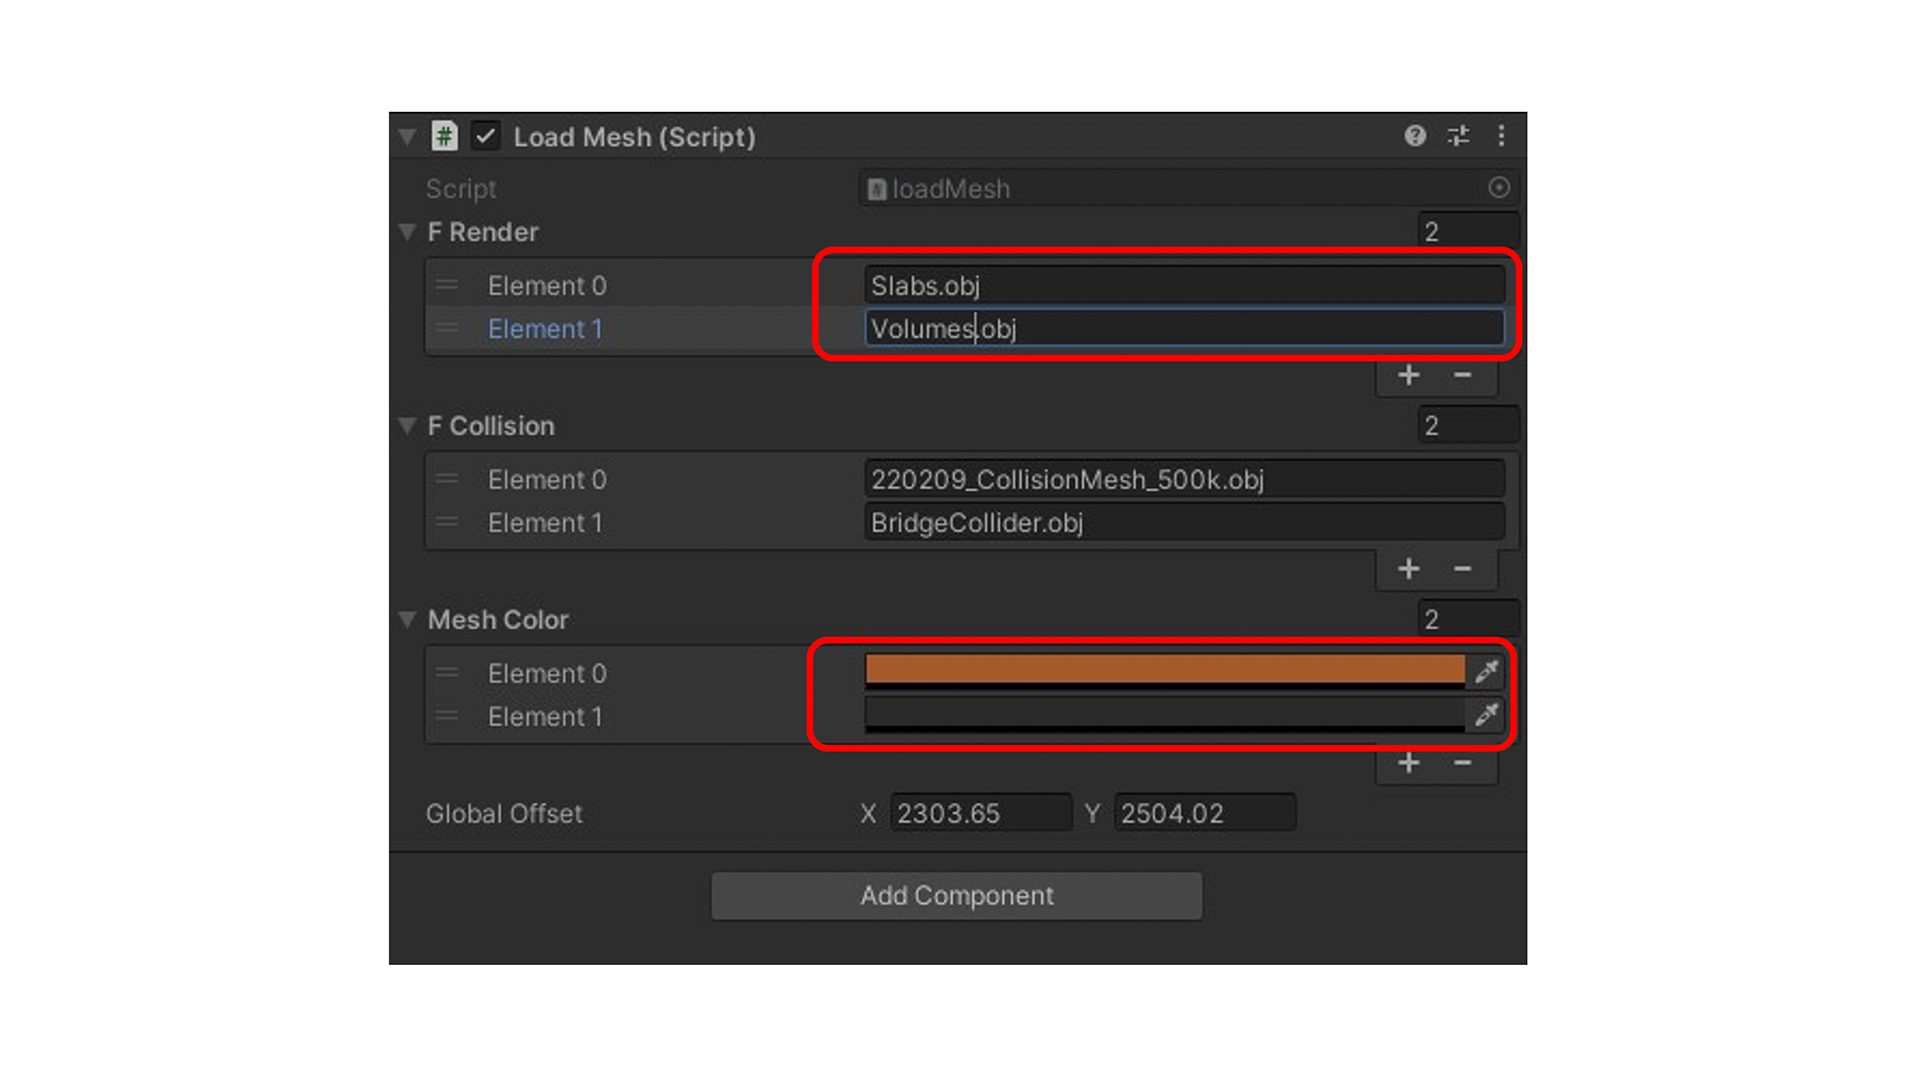 Load Mesh (Script)
Script loadMesh
F Render 2
Element 0 Slabs.obj
Element 1 Volumes.obj
+ −
F Collision 2
Element 0 220209_CollisionMesh_500k.obj
Element 1 BridgeCollider.obj
+ −
Mesh Color 2
Element 0
Element 1
+ −
Global Offset X 2303.65 Y 2504.02
Add Component